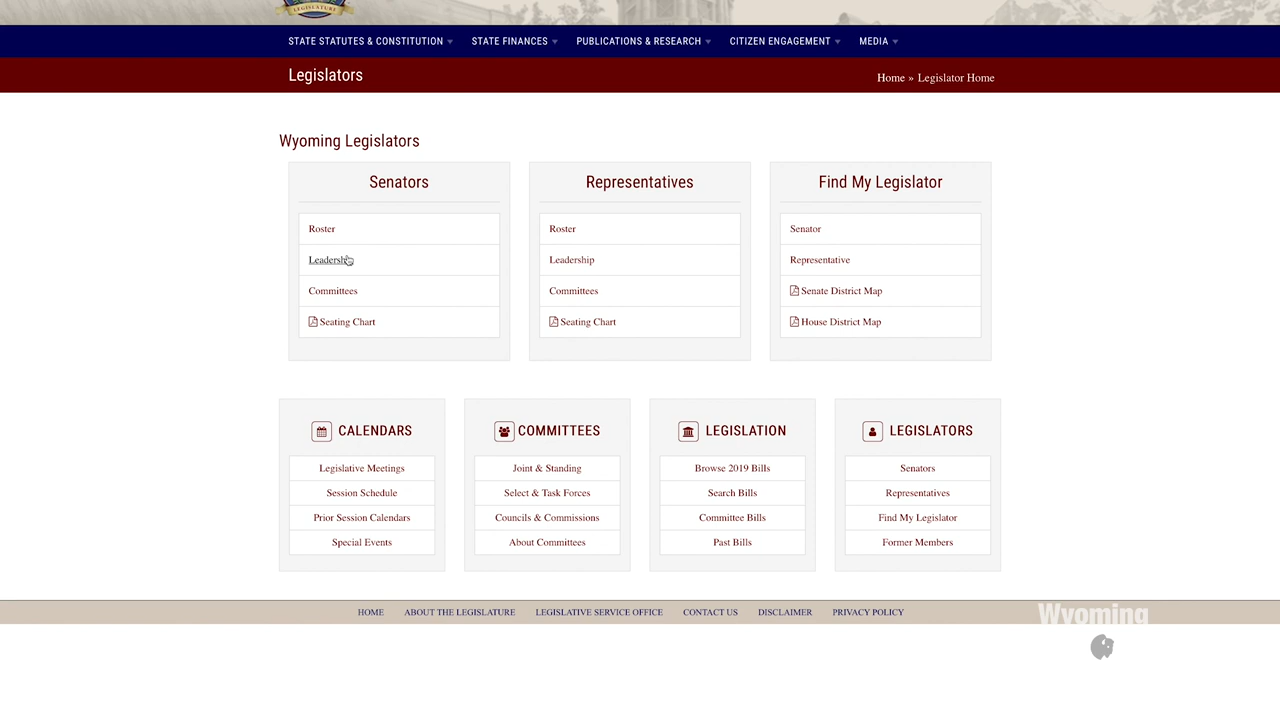 LEGISLATURE
STATE STATUTES & CONSTITUTION STATE FINANCES PUBLICATIONS & RESEARCH CITIZEN ENGAGEMENT MEDIA
Legislators
Home » Legislator Home
Wyoming Legislators
Senators
Roster
Leadership
Committees
Seating Chart
Representatives
Roster
Leadership
Committees
Seating Chart
Find My Legislator
Senator
Representative
Senate District Map
House District Map
CALENDARS
Legislative Meetings
Session Schedule
Prior Session Calendars
Special Events
COMMITTEES
Joint & Standing
Select & Task Forces
Councils & Commissions
About Committees
LEGISLATION
Browse 2019 Bills
Search Bills
Committee Bills
Past Bills
LEGISLATORS
Senators
Representatives
Find My Legislator
Former Members
HOME ABOUT THE LEGISLATURE LEGISLATIVE SERVICE OFFICE CONTACT US DISCLAIMER PRIVACY POLICY
Wyoming